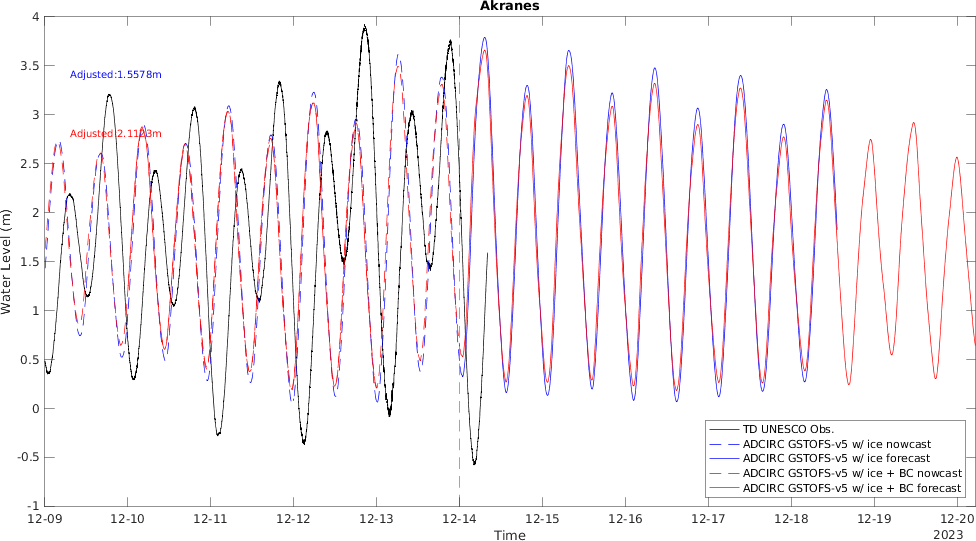 Akranes
4
3.5
3
2.5
2
1.5
1
0.5
0
-0.5
-1
Water Level (m)
Adjusted:1.5578m
Adjusted:2.1123m
TD UNESCO Obs.
ADCIRC GSTOFS-v5 w/ ice nowcast
ADCIRC GSTOFS-v5 w/ ice forecast
ADCIRC GSTOFS-v5 w/ ice + BC nowcast
ADCIRC GSTOFS-v5 w/ ice + BC forecast
12-09 12-10 12-11 12-12 12-13 12-14 12-15 12-16 12-17 12-18 12-19 12-20
Time
2023